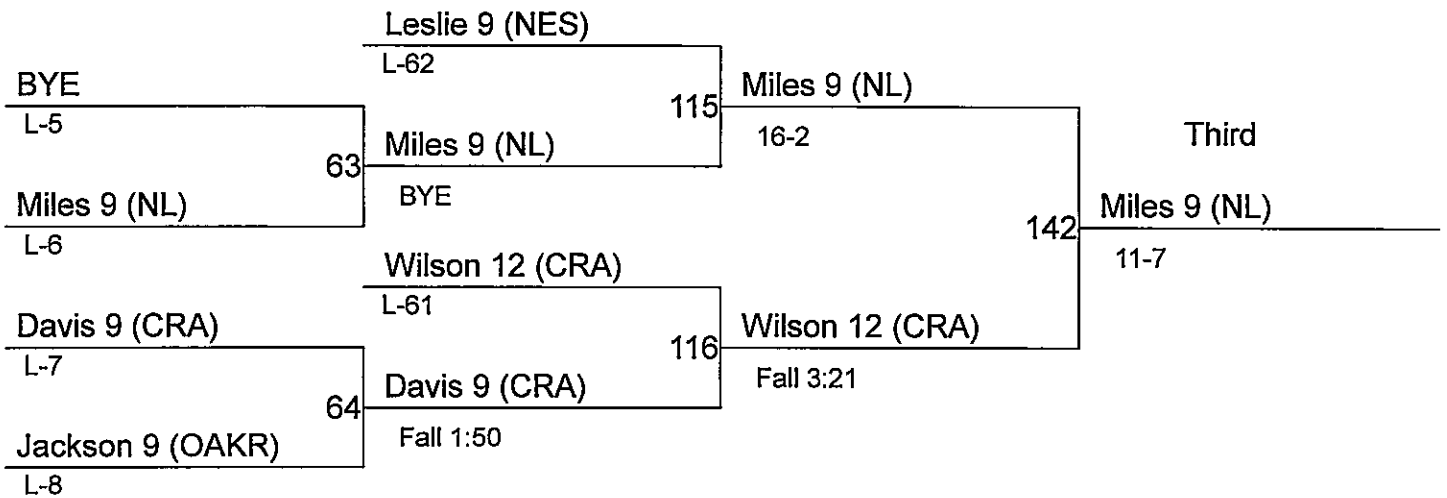 Leslie 9 (NES)
L-62
BYE
L-5
115
Miles 9 (NL)
16-2
Third
63
Miles 9 (NL)
BYE
Miles 9 (NL)
L-6
142
Miles 9 (NL)
11-7
Wilson 12 (CRA)
L-61
Davis 9 (CRA)
L-7
116
Wilson 12 (CRA)
Fall 3:21
64
Davis 9 (CRA)
Fall 1:50
Jackson 9 (OAKR)
L-8